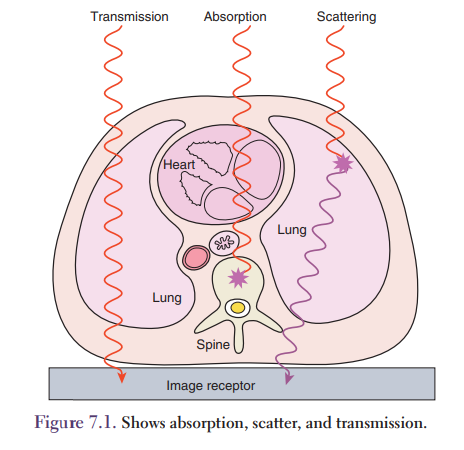 Transmission Absorption Scattering
Heart
Lung
Lung
Spine
Image receptor
Figure 7.1. Shows absorption, scatter, and transmission.